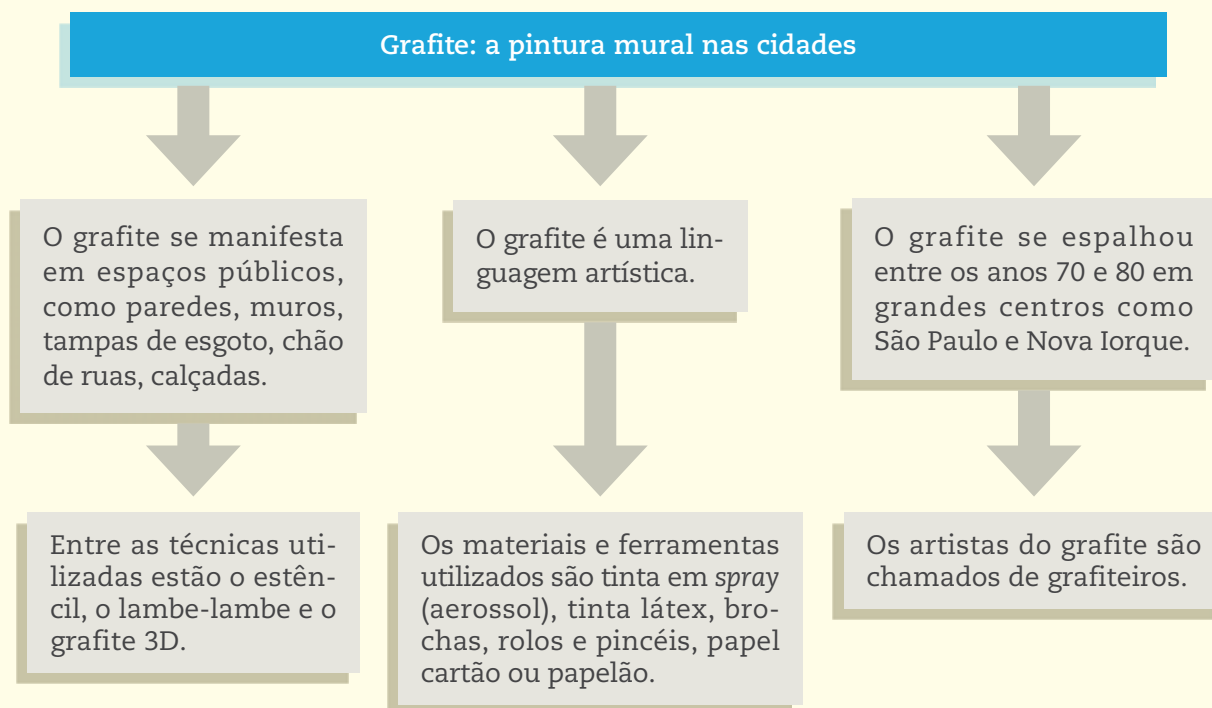 Grafite: a pintura mural nas cidades
O grafite se manifesta
em espaços públicos,
como paredes, muros,
tampas de esgoto, chão
de ruas, calçadas.
O grafite é uma lin-
guagem artística.
O grafite se espalhou
entre os anos 70 e 80 em
grandes centros como
São Paulo e Nova Iorque.
Entre as técnicas uti-
lizadas estão o estên-
cil, o lambe-lambe e o
grafite 3D.
Os materiais e ferramentas
utilizados são tinta em spray
(aerossol), tinta látex, bro-
chas, rolos e pincéis, papel
cartão ou papelão.
Os artistas do grafite são
chamados de grafiteiros.